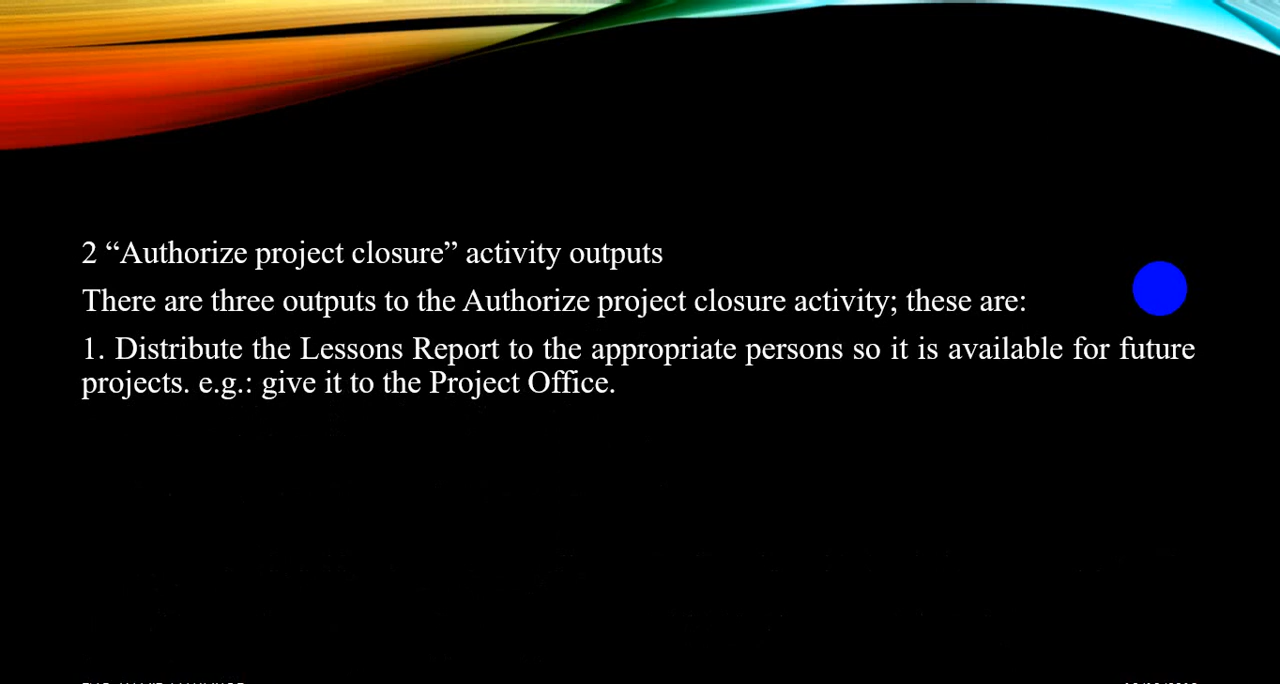 2 “Authorize project closure” activity outputs
There are three outputs to the Authorize project closure activity; these are:
1. Distribute the Lessons Report to the appropriate persons so it is available for future
projects. e.g.: give it to the Project Office.